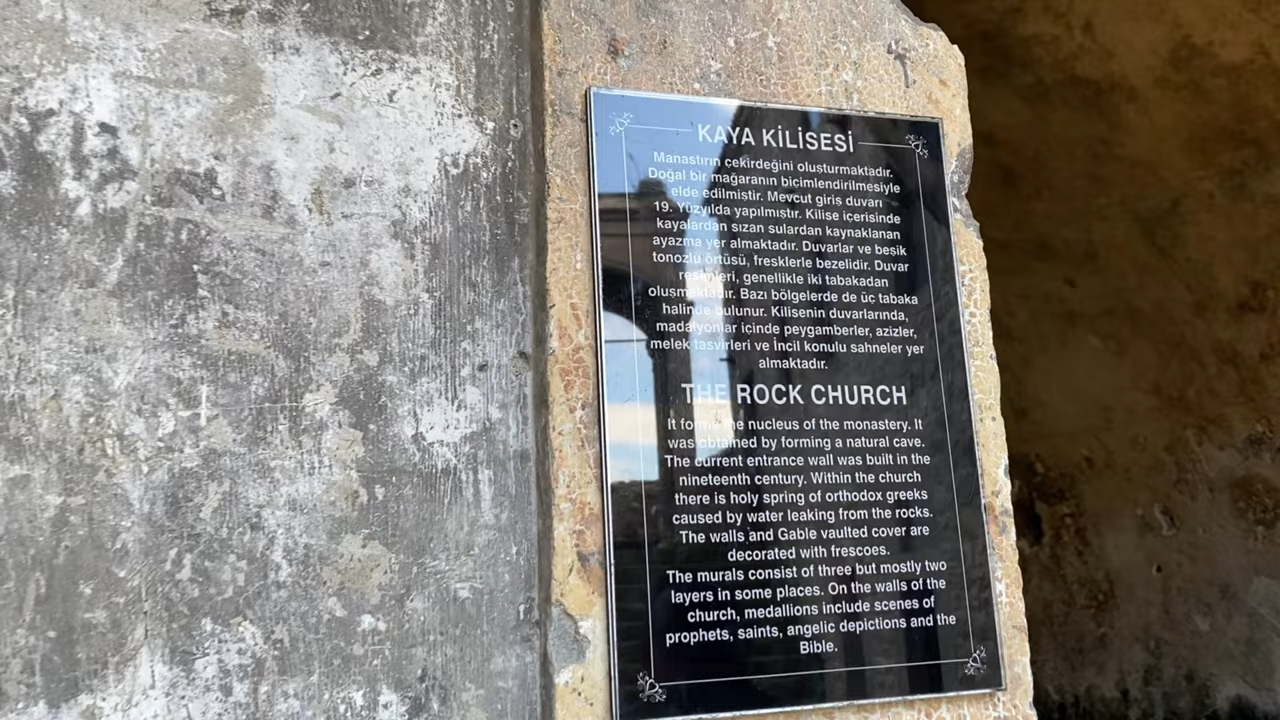 KAYA KİLİSESİ
Manastırın çekirdeğini oluşturmaktadır.
Doğal bir mağaranın biçimlendirilmesiyle
elde edilmiştir. Mevcut giriş duvarı
19. Yüzyılda yapılmıştır. Kilise içerisinde
kayalardan sızan sulardan kaynaklanan
ayazma yer almaktadır. Duvarlar ve beşik
tonozlu örtüsü, fresklerle bezelidir. Duvar
resimleri, genellikle iki tabakadan
oluşmaktadır. Bazı bölgelerde de üç tabaka
halinde bulunur. Kilisenin duvarlarında,
madalyonlar içinde peygamberler, azizler,
melek tasvirleri ve İncil konulu sahneler yer
almaktadır.
THE ROCK CHURCH
It forms the nucleus of the monastery. It
was obtained by forming a natural cave.
The current entrance wall was built in the
nineteenth century. Within the church
there is holy spring of orthodox greeks
caused by water leaking from the rocks.
The walls and Gable vaulted cover are
decorated with frescoes.
The murals consist of three but mostly two
layers in some places. On the walls of the
church, medallions include scenes of
prophets, saints, angelic depictions and the
Bible.